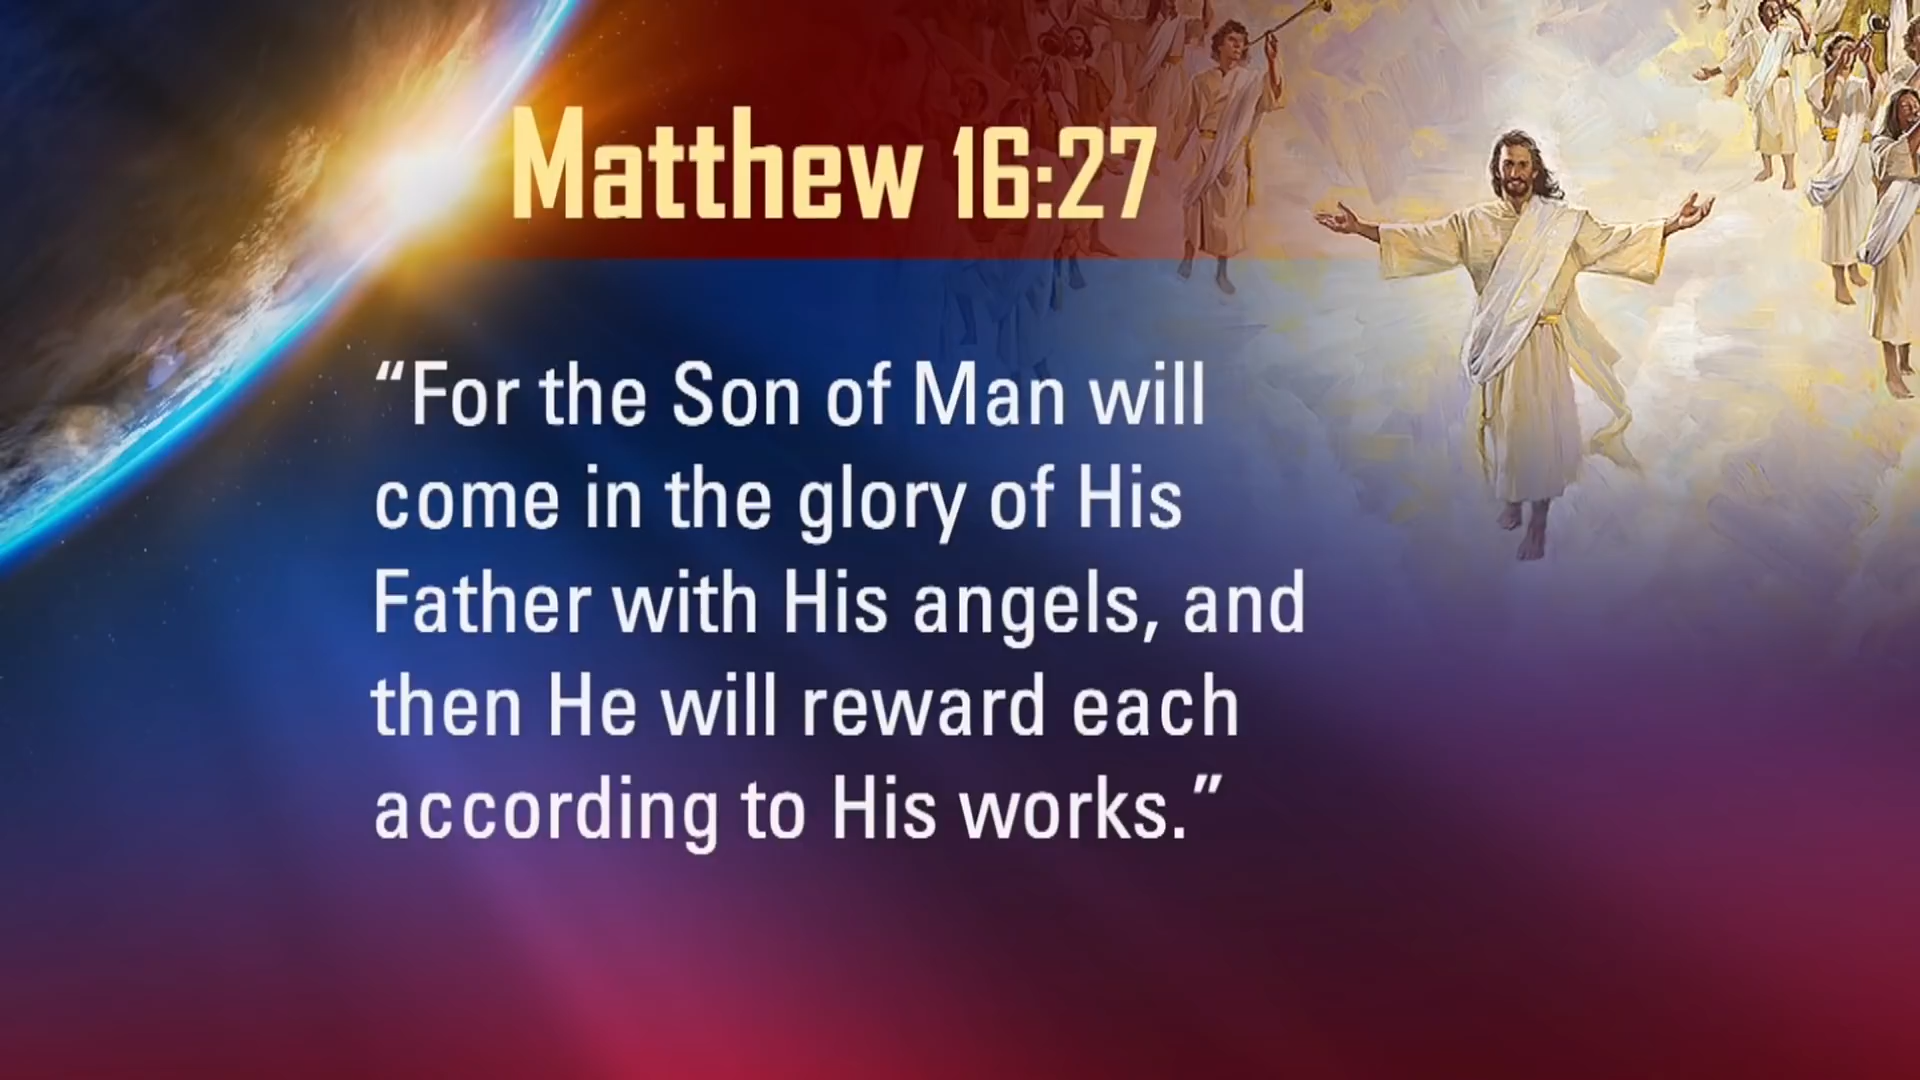 Matthew 16:27
“For the Son of Man will
come in the glory of His
Father with His angels, and
then He will reward each
according to His works.”